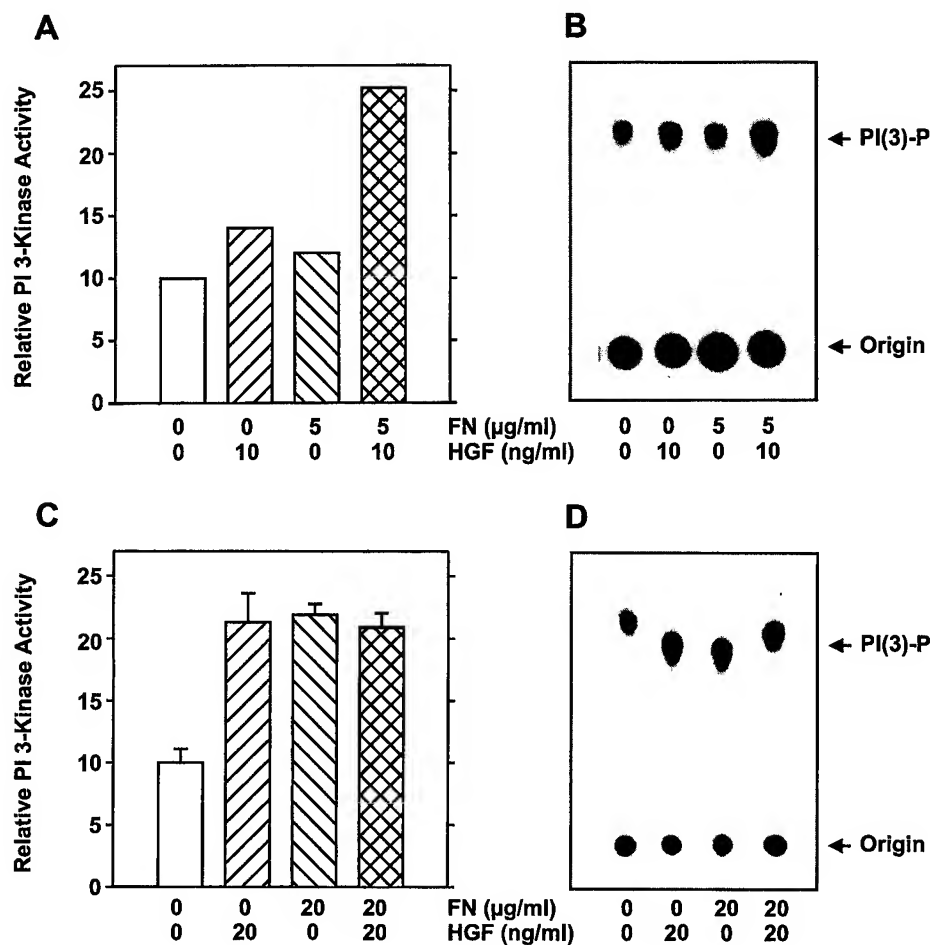 A
B
Relative PI 3-Kinase Activity
25
20
15
10
5
0
0 0 5 5 FN (µg/ml)
0 10 0 10 HGF (ng/ml)
PI(3)-P
Origin
0 0 5 5
0 10 0 10
C
D
Relative PI 3-Kinase Activity
25
20
15
10
5
0
0 0 20 20 FN (µg/ml)
0 20 0 20 HGF (ng/ml)
PI(3)-P
Origin
0 0 20 20
0 20 0 20